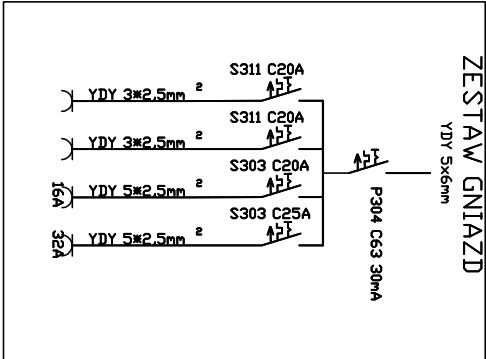 ZESTAW GNIAZD
YDY 5x6mm
P304 C63 30mA
S311 C20A
YDY 3*2,5mm 2
S311 C20A
YDY 3*2,5mm 2
S303 C20A
16A YDY 5*2,5mm 2
S303 C25A
32A YDY 5*2,5mm 2